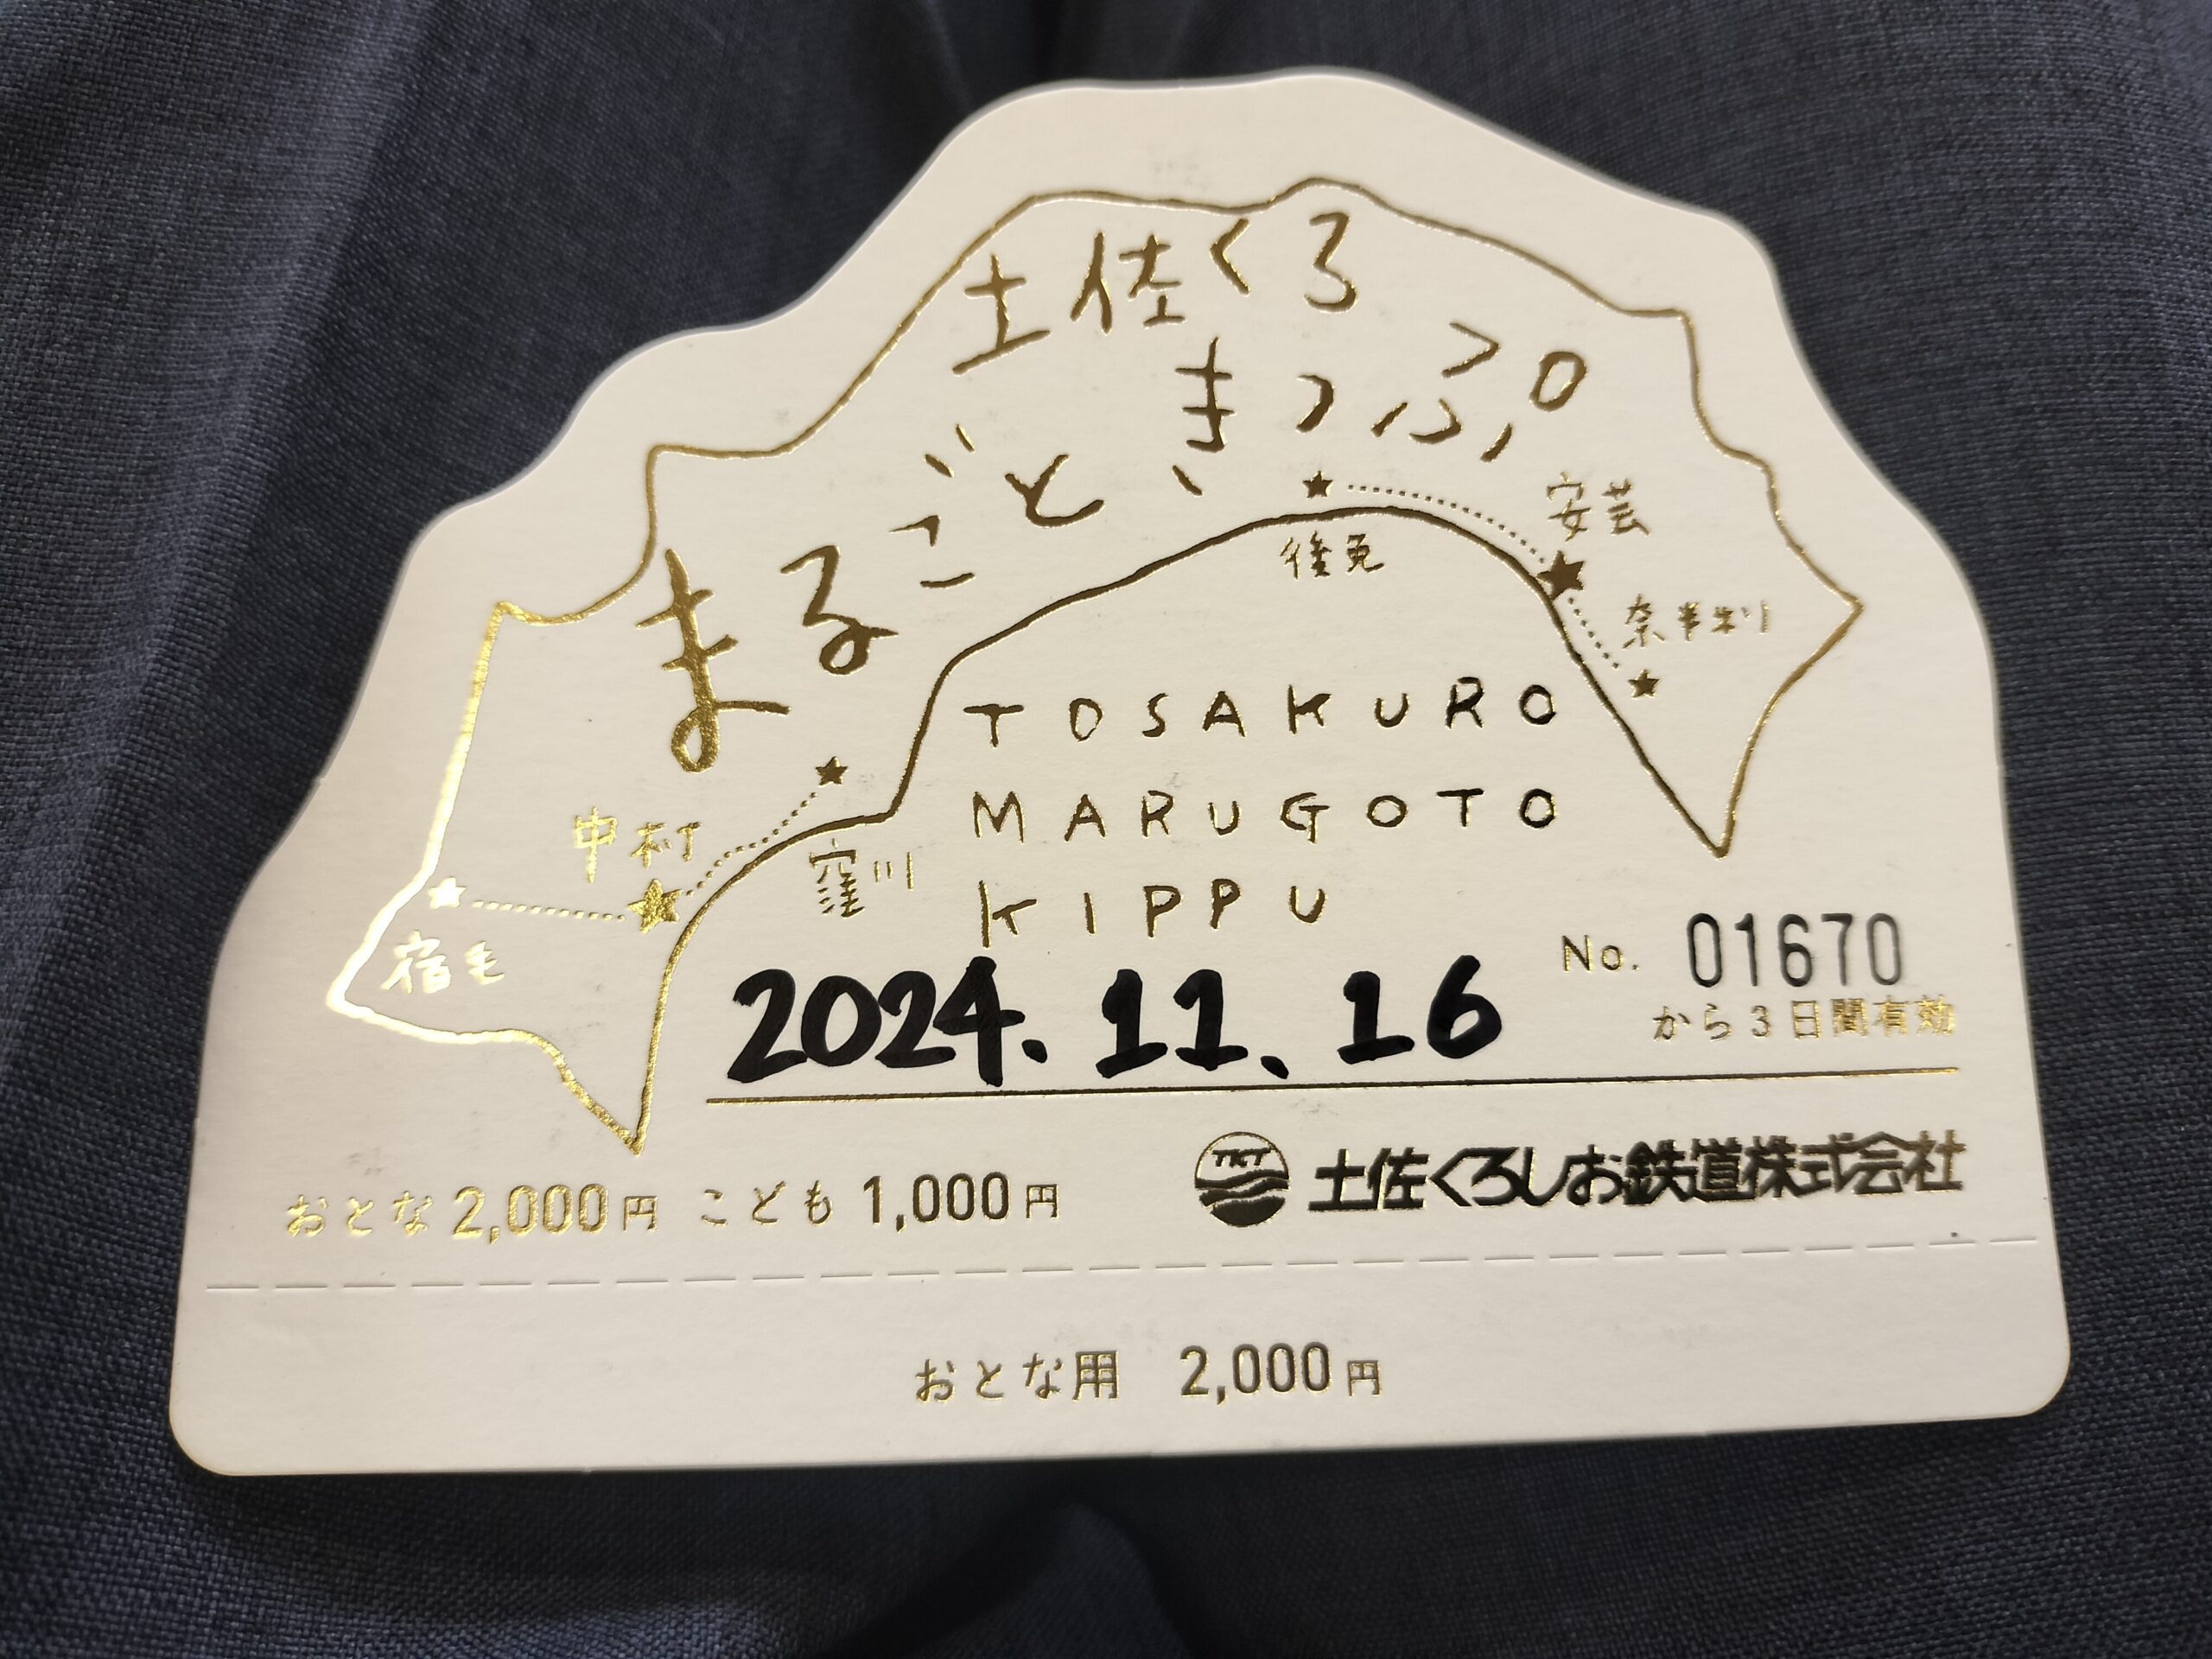 土佐くろ
まるごときっぷ
安芸
後免
奈半利
TOSAKURO
MARUGOTO
KIPPU
中村
窪川
宿毛
No. 01670
2024.11.16
から3日間有効
TKT
土佐くろしお鉄道株式会社
おとな2,000円 こども1,000円
おとな用 2,000円